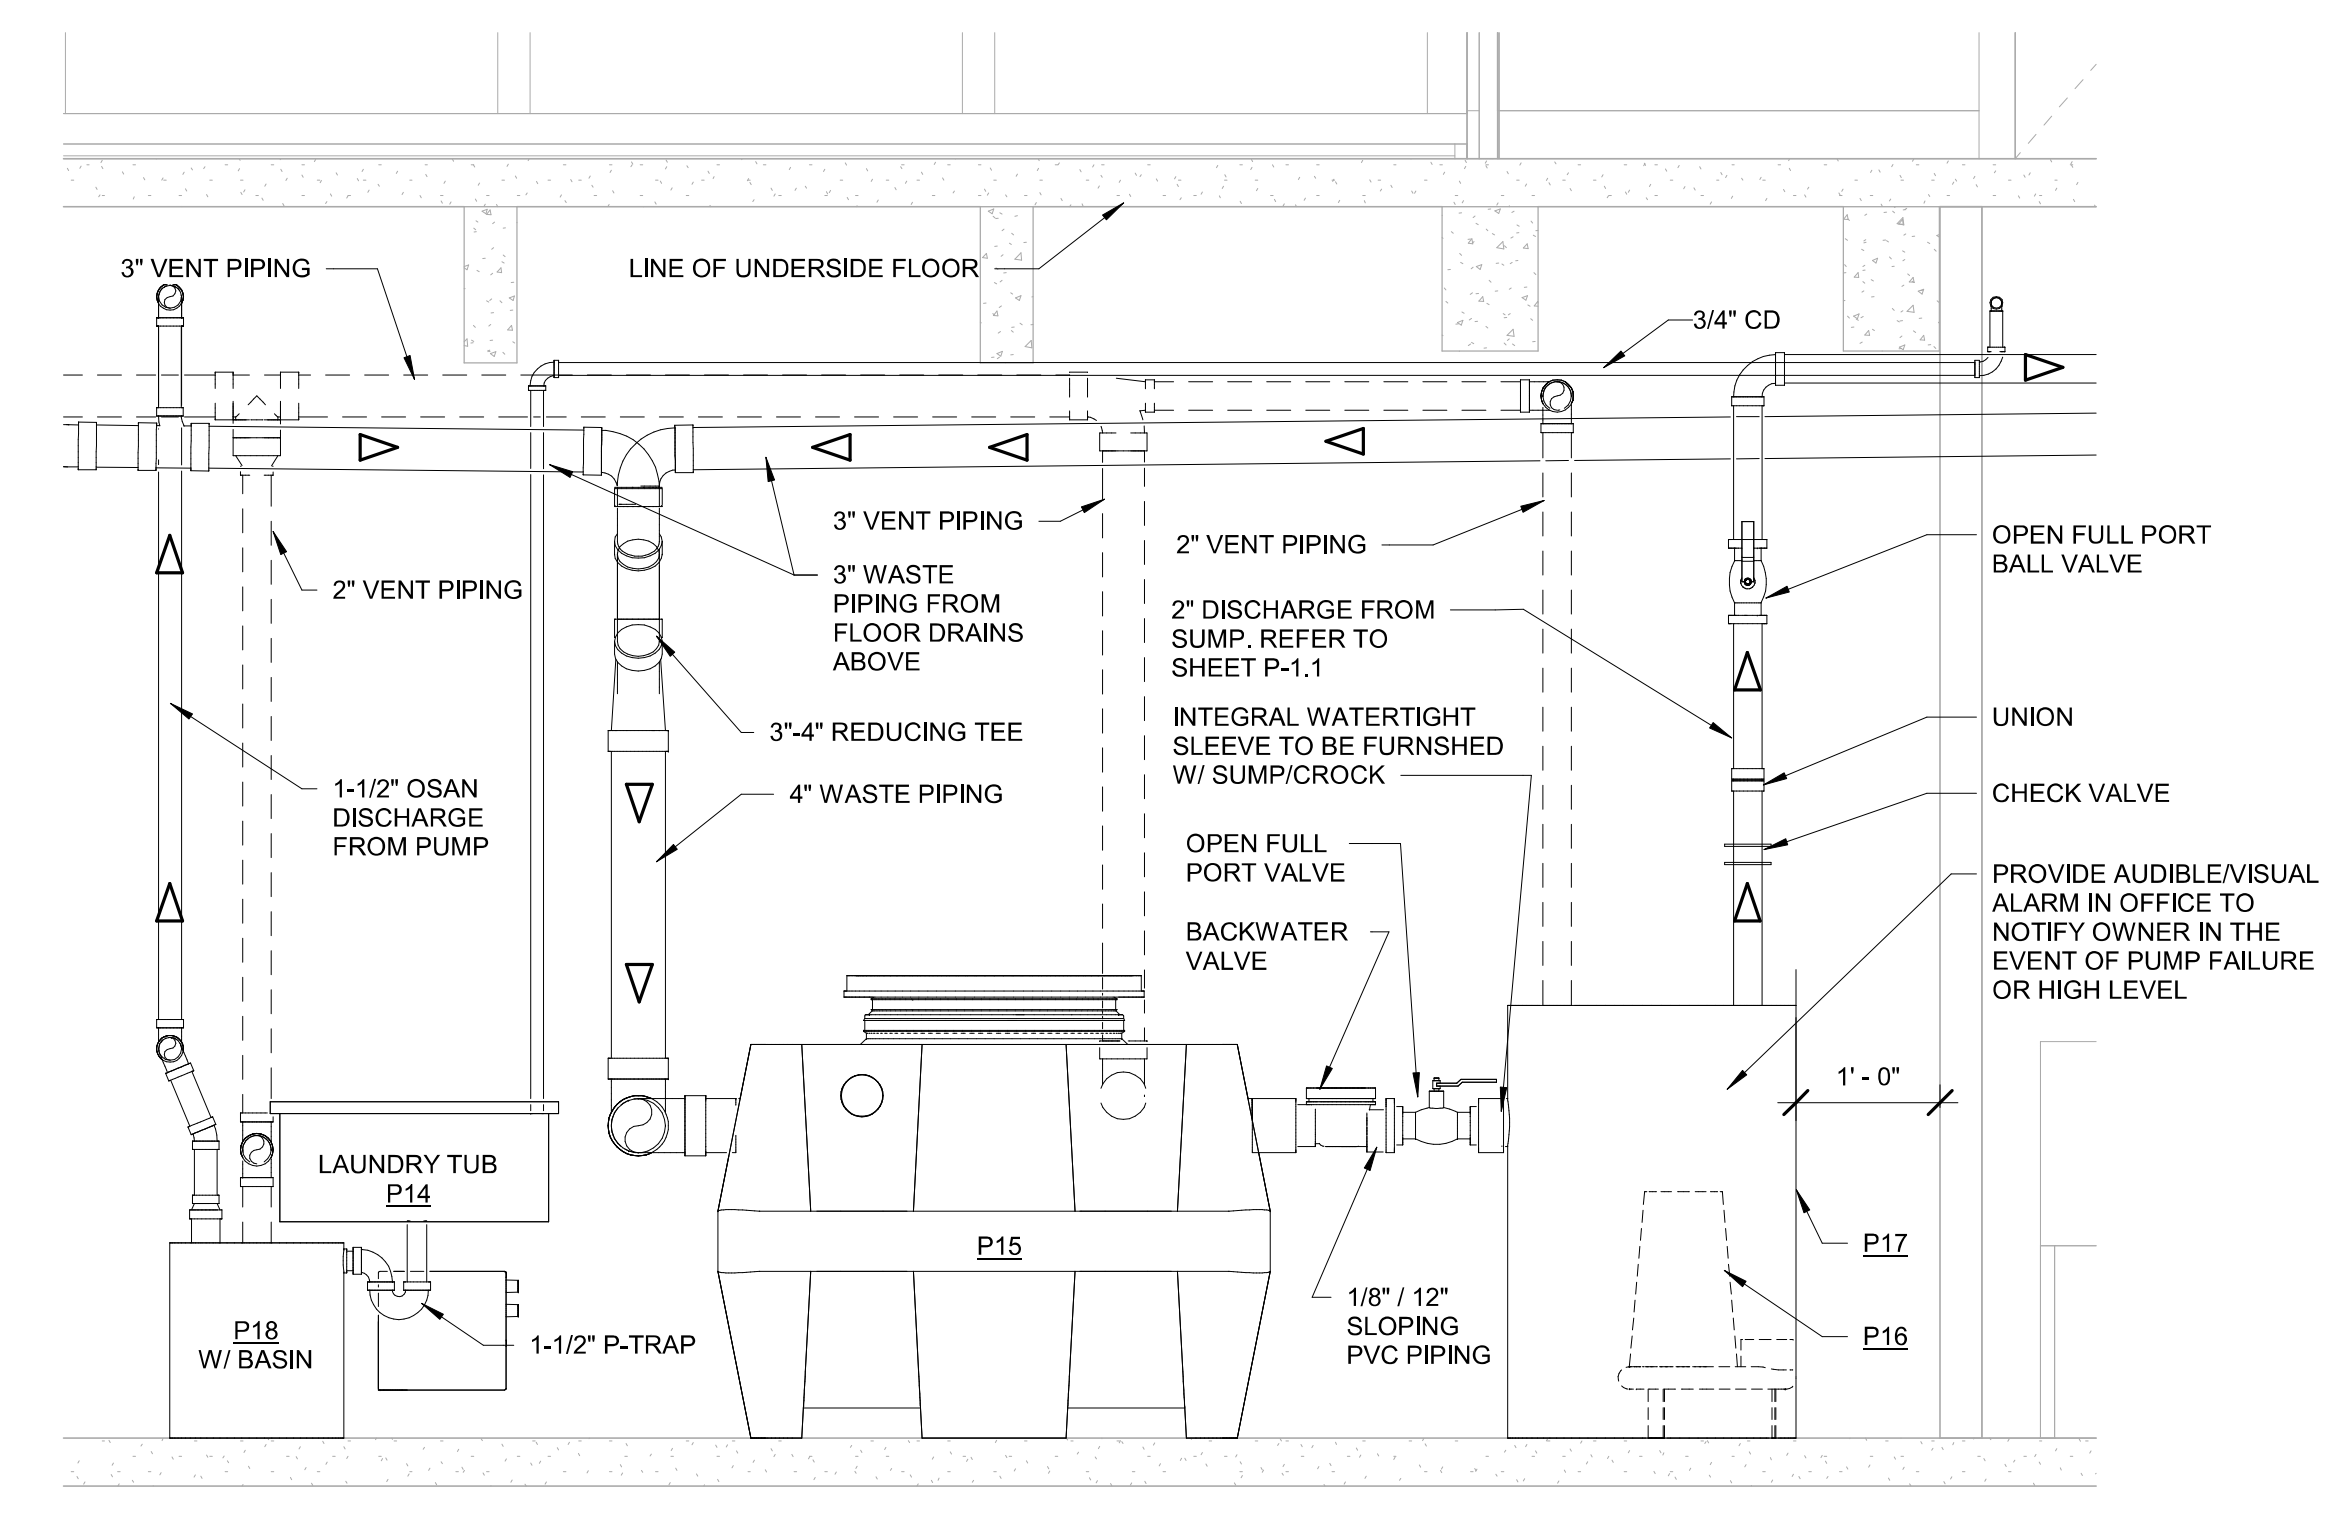 3" VENT PIPING
LINE OF UNDERSIDE FLOOR
3/4" CD
3" VENT PIPING
2" VENT PIPING
OPEN FULL PORT
BALL VALVE
2" VENT PIPING
3" WASTE
PIPING FROM
FLOOR DRAINS
ABOVE
2" DISCHARGE FROM
SUMP. REFER TO
SHEET P-1.1
3"-4" REDUCING TEE
INTEGRAL WATERTIGHT
SLEEVE TO BE FURNSHED
W/ SUMP/CROCK
UNION
1-1/2" OSAN
DISCHARGE
FROM PUMP
4" WASTE PIPING
CHECK VALVE
OPEN FULL
PORT VALVE
PROVIDE AUDIBLE/VISUAL
ALARM IN OFFICE TO
NOTIFY OWNER IN THE
EVENT OF PUMP FAILURE
OR HIGH LEVEL
BACKWATER
VALVE
1' - 0"
LAUNDRY TUB
P14
P15
P17
1/8" / 12"
SLOPING
PVC PIPING
P18
W/ BASIN
1-1/2" P-TRAP
P16